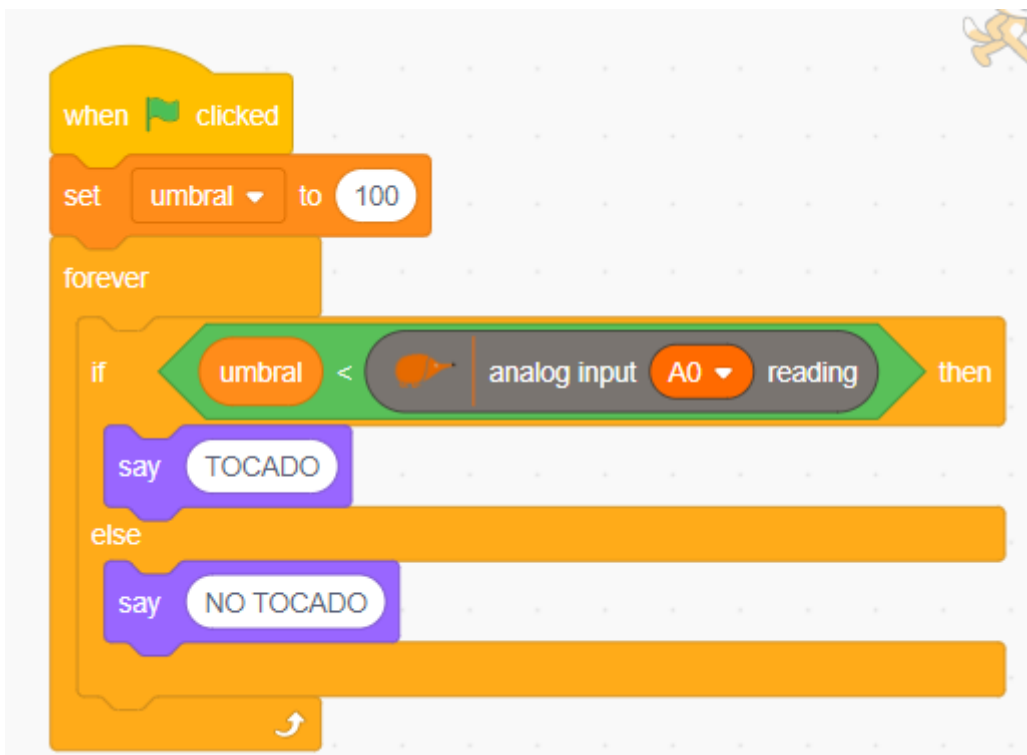 when clicked
set umbral to 100
forever
if umbral < analog input A0 reading then
say TOCADO
else
say NO TOCADO